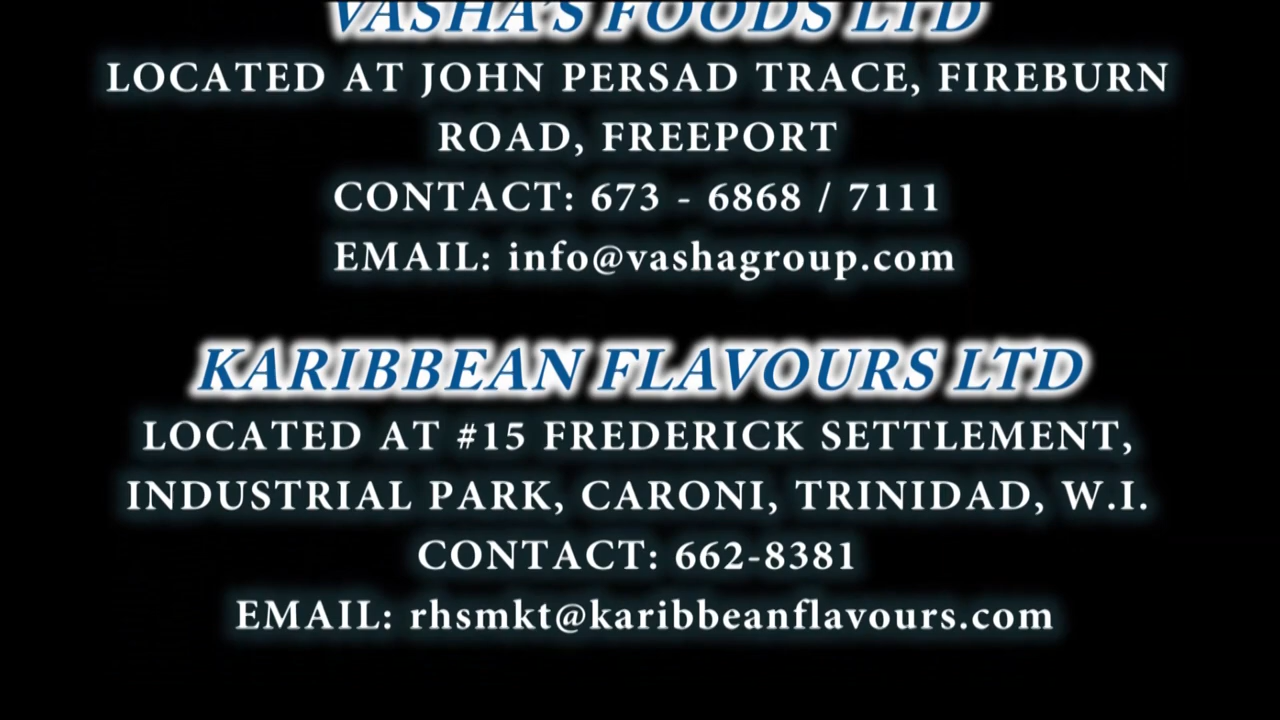 VASHA'S FOODS LTD
LOCATED AT JOHN PERSAD TRACE, FIREBURN
ROAD, FREEPORT
CONTACT: 673 - 6868 / 7111
EMAIL: info@vashagroup.com
KARIBBEAN FLAVOURS LTD
LOCATED AT #15 FREDERICK SETTLEMENT,
INDUSTRIAL PARK, CARONI, TRINIDAD, W.I.
CONTACT: 662-8381
EMAIL: rhsmkt@karibbeanflavours.com